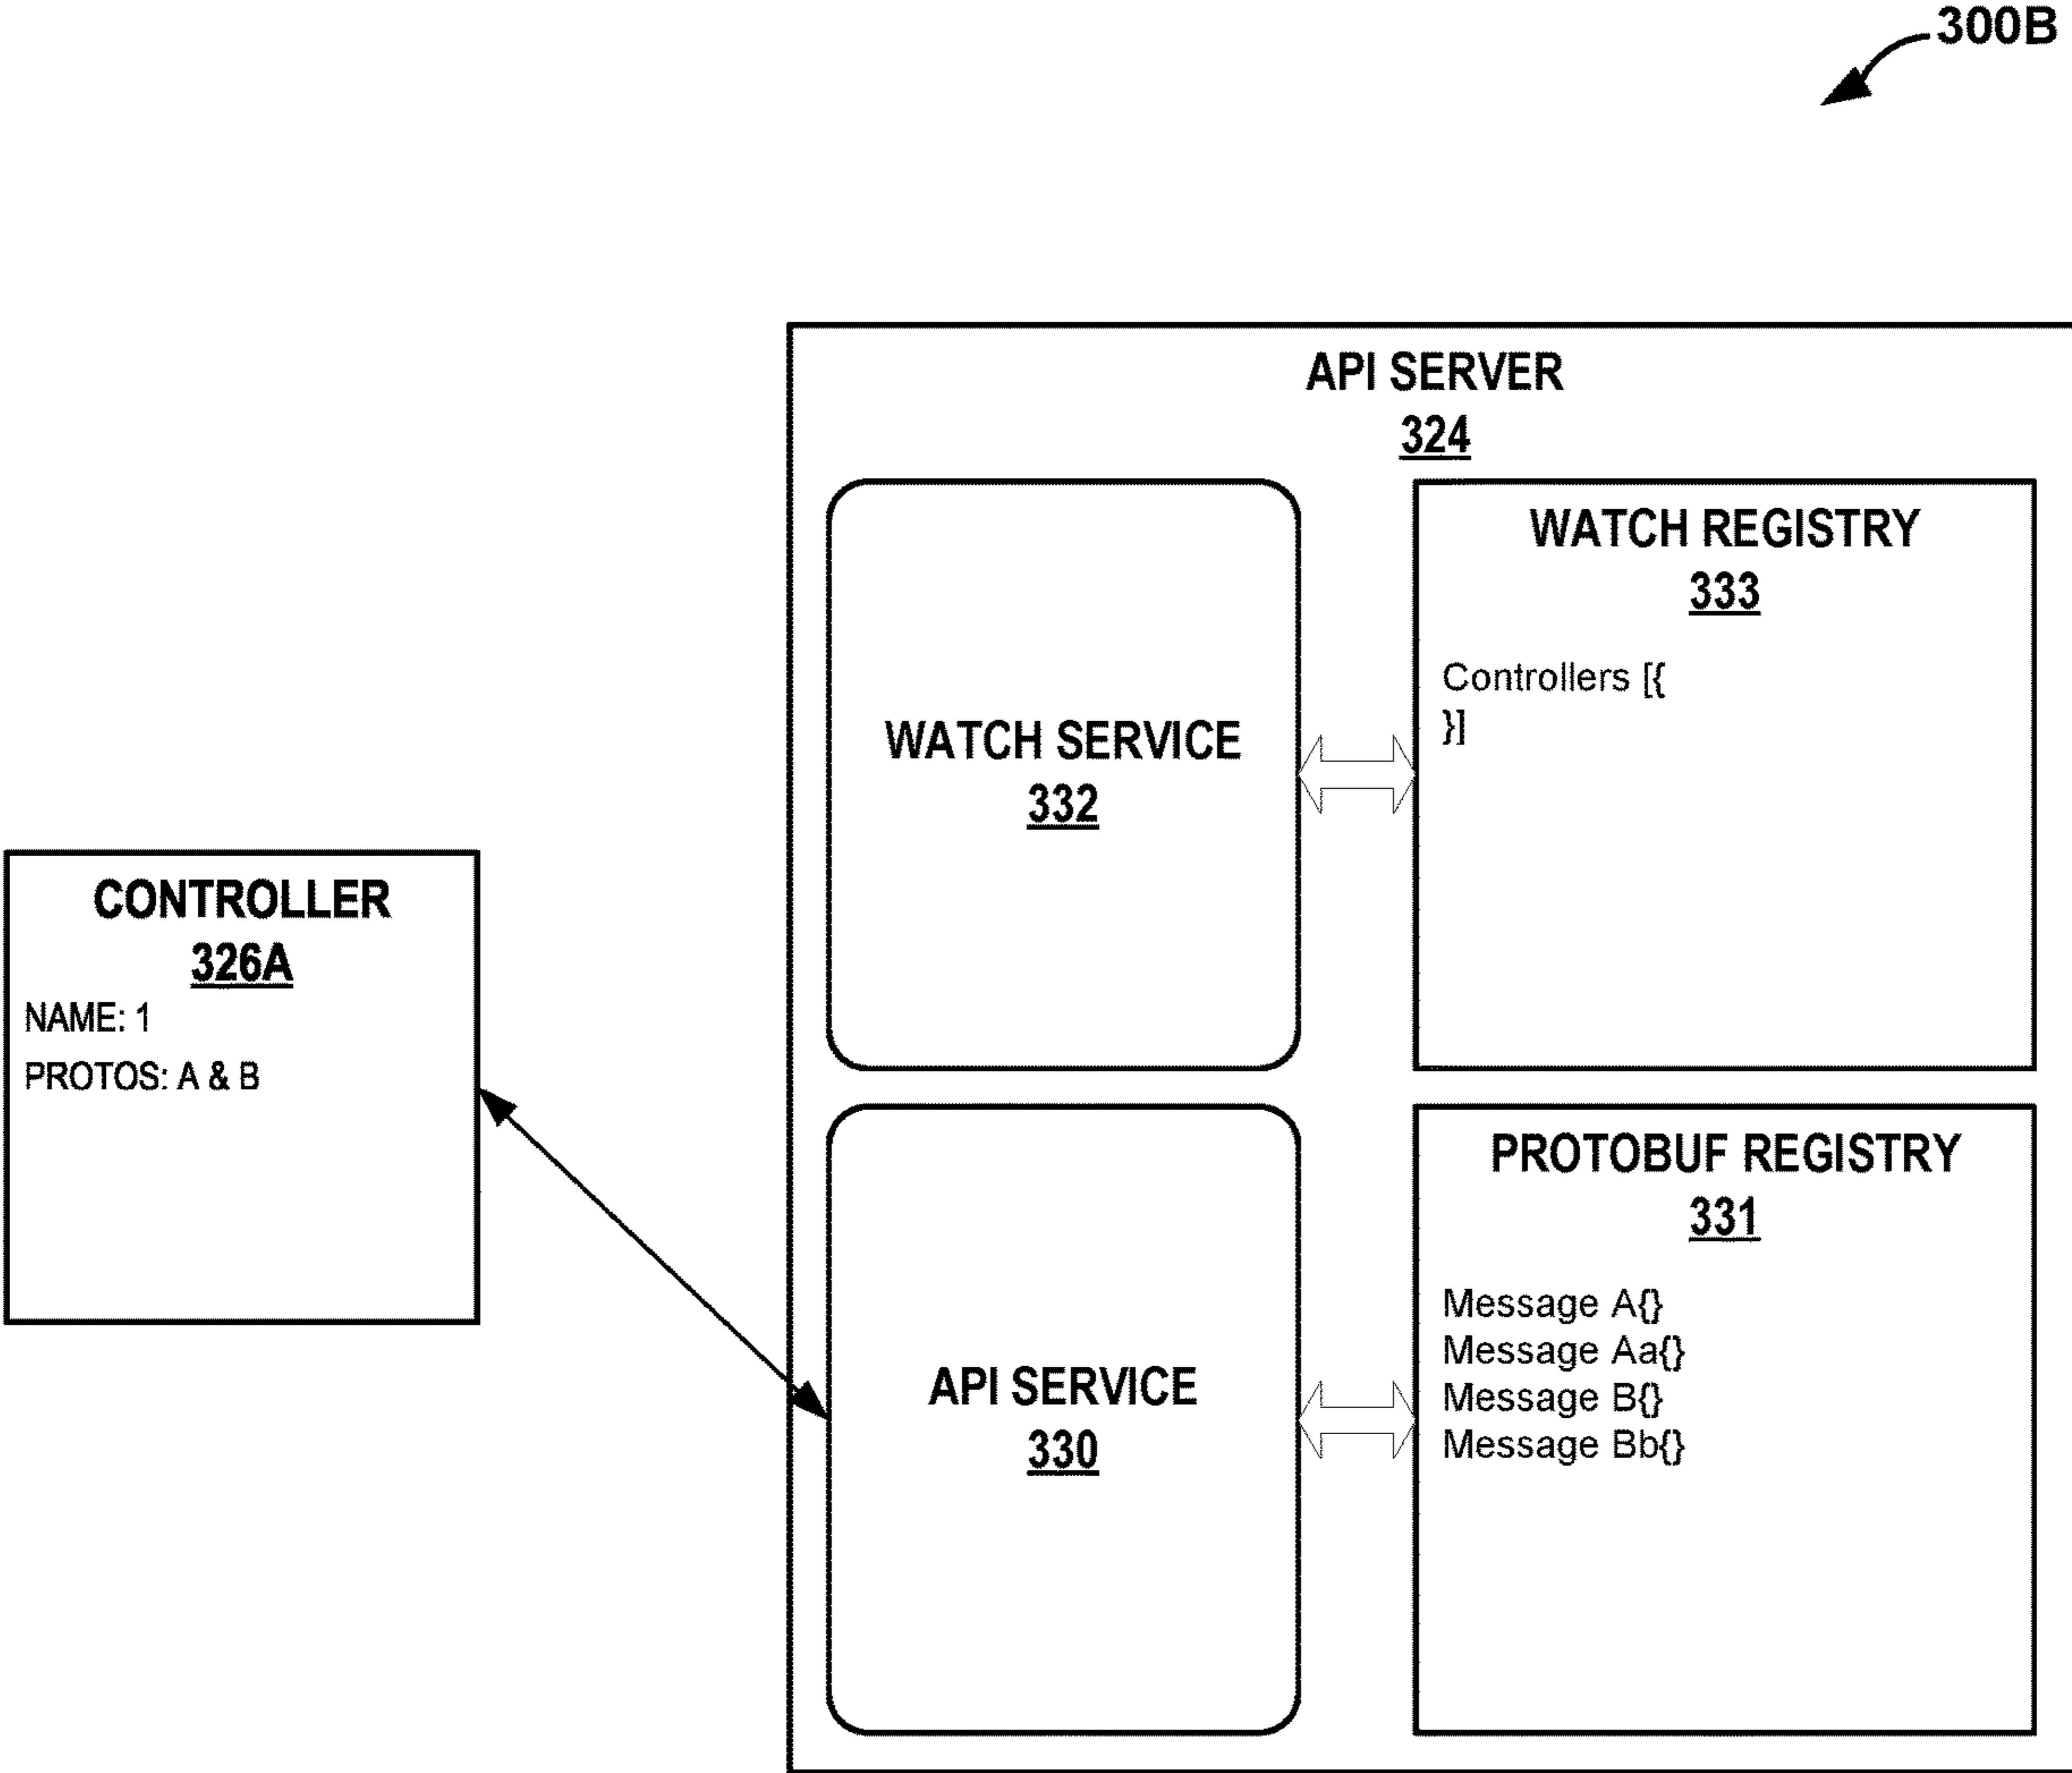 300B
API SERVER
324
WATCH SERVICE
332
WATCH REGISTRY
333
Controllers [{
}]
CONTROLLER
326A
NAME: 1
PROTOS: A & B
API SERVICE
330
PROTOBUF REGISTRY
331
Message A{}
Message Aa{}
Message B{}
Message Bb{}